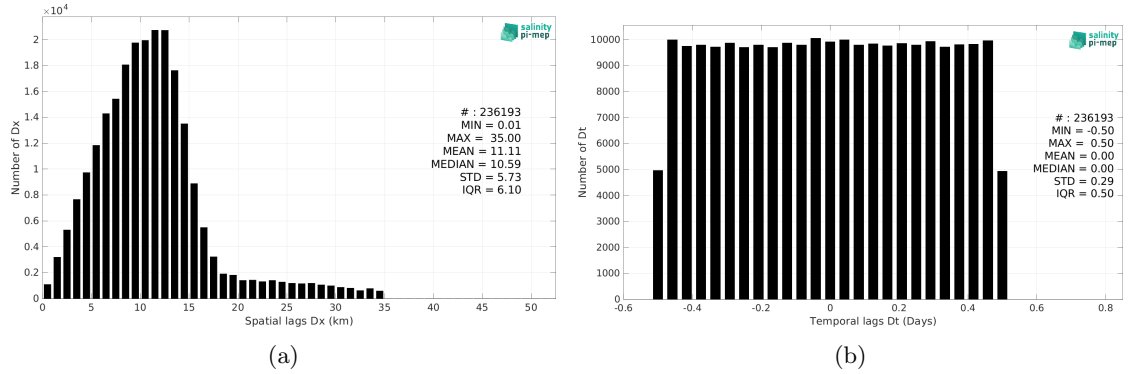 ×10⁴
2
1.8
1.6
1.4
1.2
1
0.8
0.6
0.4
0.2
0
Number of Dx
salinity
pi-mep
# : 236193
MIN = 0.01
MAX = 35.00
MEAN = 11.11
MEDIAN = 10.59
STD = 5.73
IQR = 6.10
0 5 10 15 20 25 30 35 40 45 50
Spatial lags Dx (km)
(a)
10000
9000
8000
7000
6000
5000
4000
3000
2000
1000
0
Number of Dt
salinity
pi-mep
# : 236193
MIN = -0.50
MAX = 0.50
MEAN = 0.00
MEDIAN = 0.00
STD = 0.29
IQR = 0.50
-0.6 -0.4 -0.2 0 0.2 0.4 0.6 0.8
Temporal lags Dt (Days)
(b)